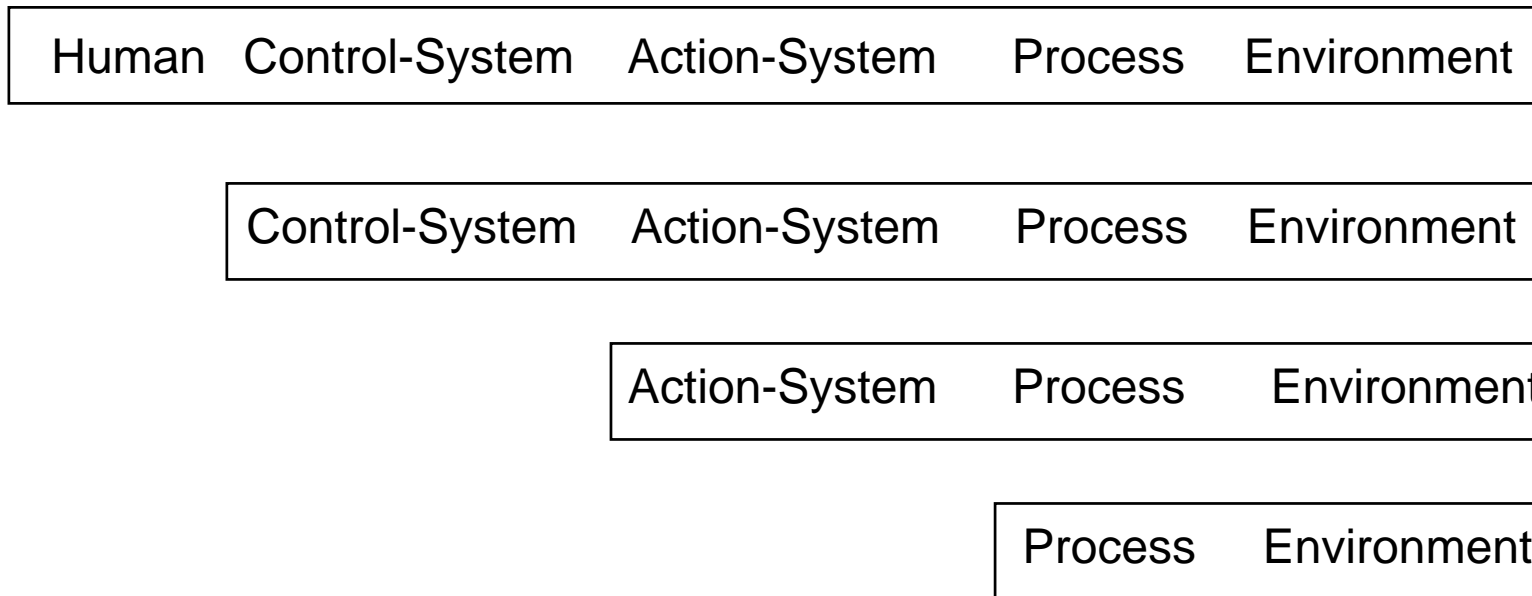 Human Control-System Action-System Process Environment
Control-System Action-System Process Environment
Action-System Process Environment
Process Environment